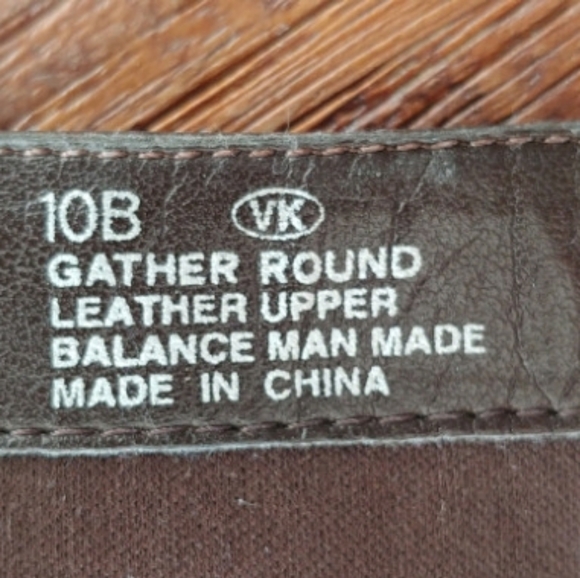 10B VK
GATHER ROUND
LEATHER UPPER
BALANCE MAN MADE
MADE IN CHINA